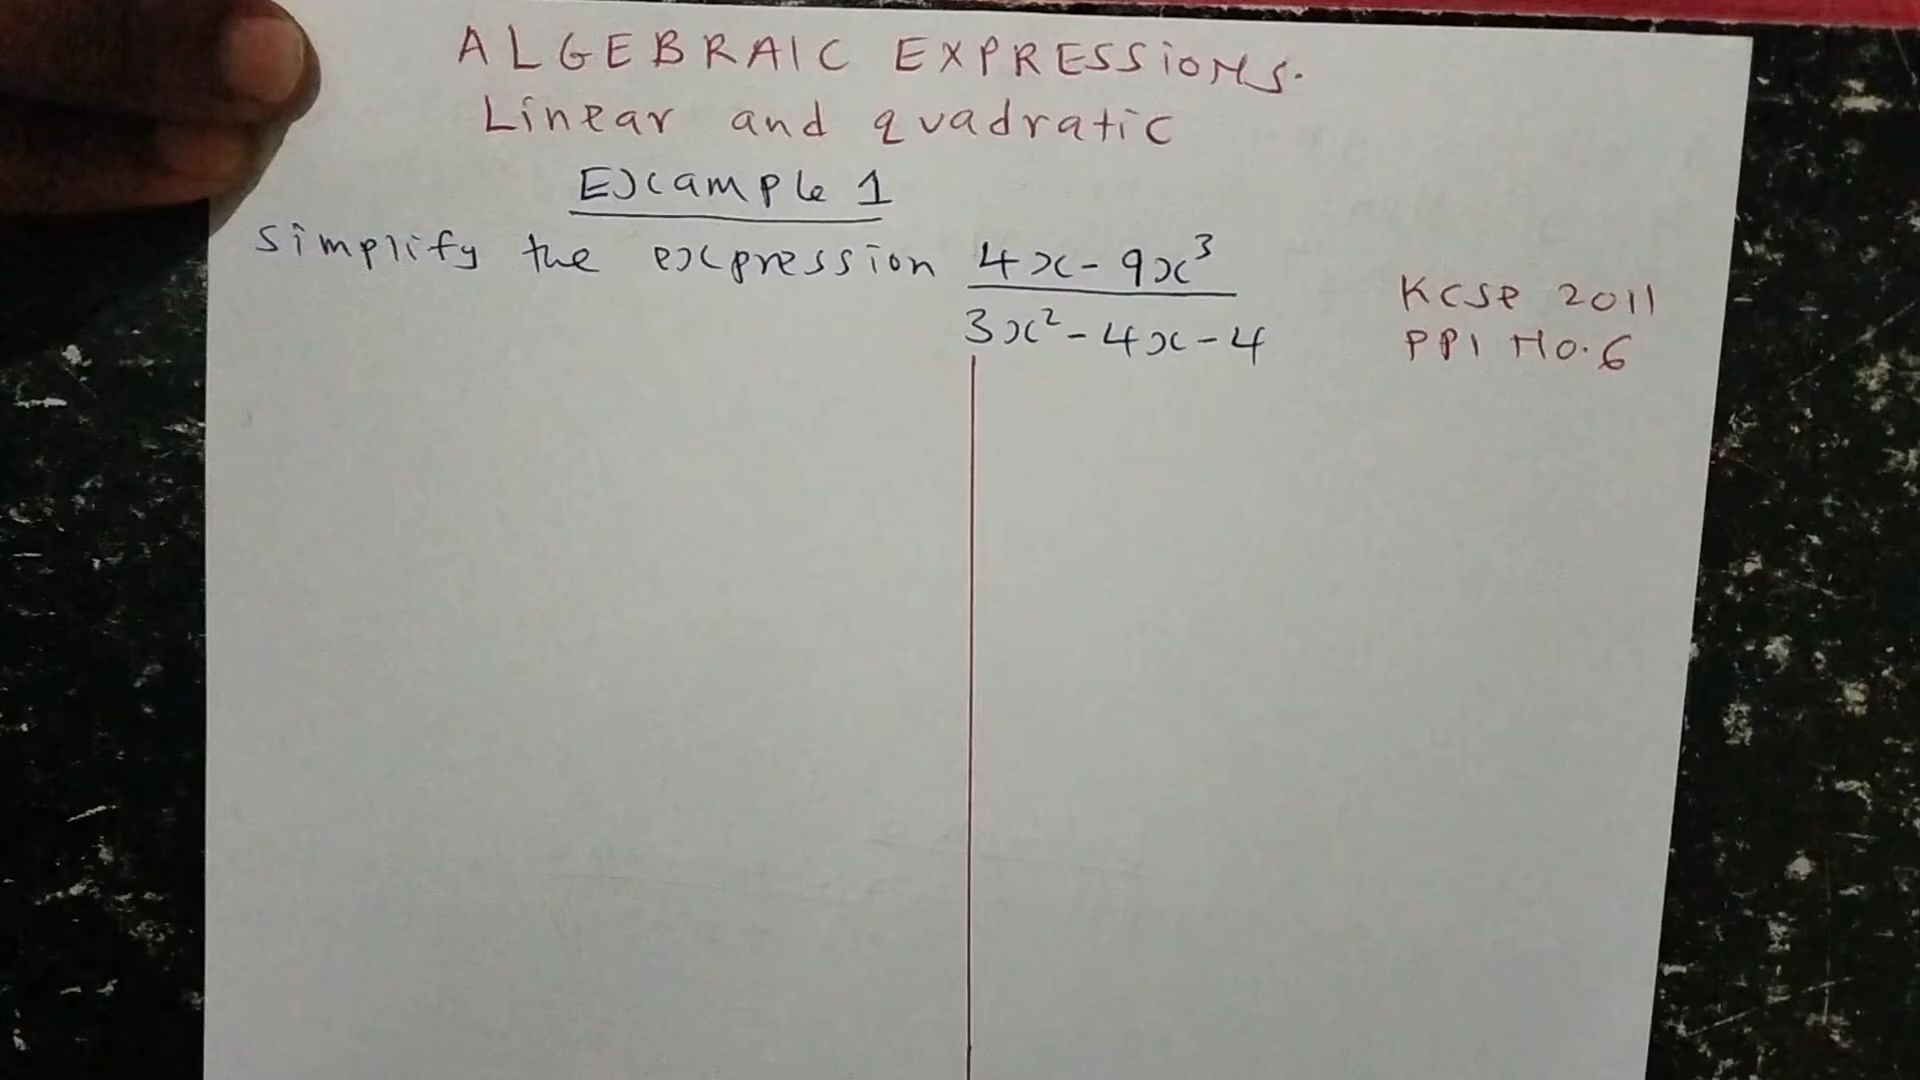 ALGEBRAIC EXPRESSIONS.
Linear and quadratic
Example 1
Simplify the expression 4x - 9x³
3x² - 4x - 4
KCSE 2011
PP1 No. 6